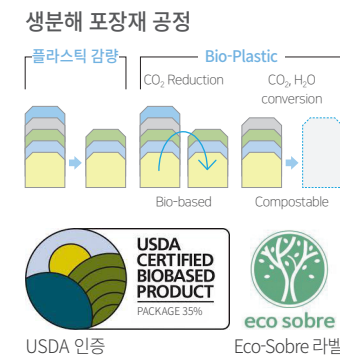 생분해 포장재 공정
플라스틱 감량
Bio-Plastic
CO₂ Reduction
CO₂, H₂O
conversion
Bio-based
Compostable
USDA
CERTIFIED
BIOBASED
PRODUCT
PACKAGE 35%
eco sobre
USDA 인증
Eco-Sobre 라벨